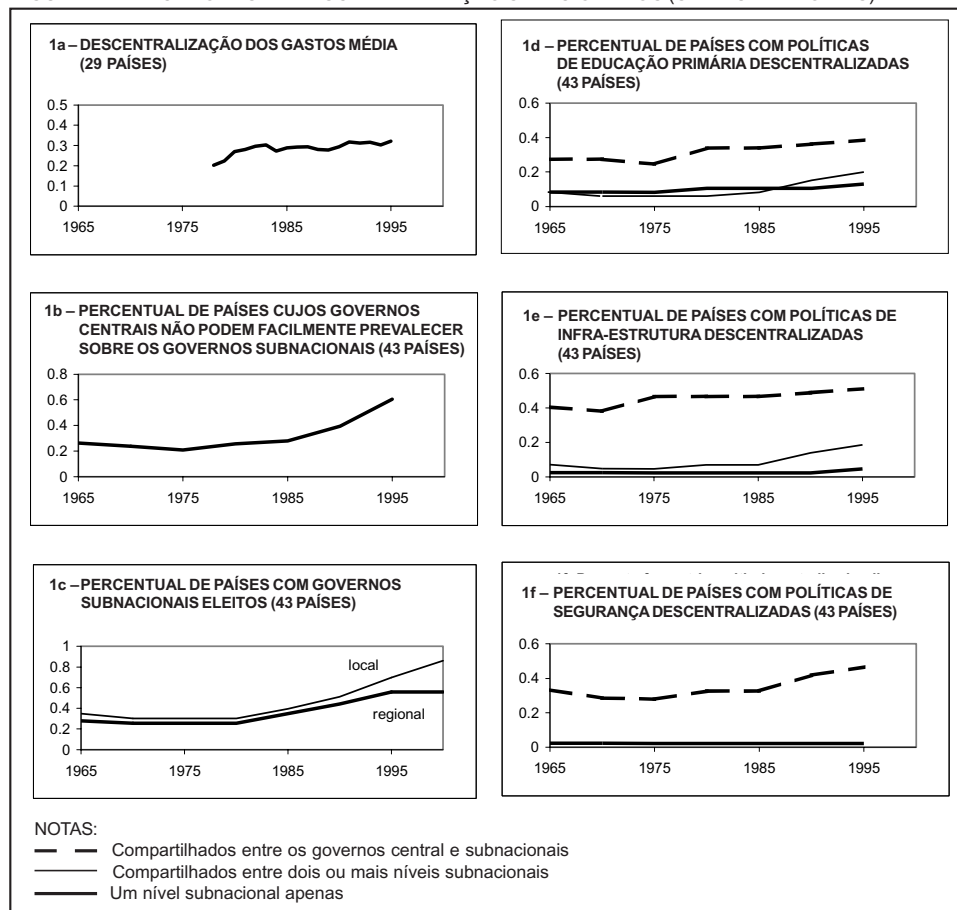 1a – DESCENTRALIZAÇÃO DOS GASTOS MÉDIA
(29 PAÍSES)
0.5
0.4
0.3
0.2
0.1
0
1965 1975 1985 1995
1b – PERCENTUAL DE PAÍSES CUJOS GOVERNOS
CENTRAIS NÃO PODEM FACILMENTE PREVALECER
SOBRE OS GOVERNOS SUBNACIONAIS (43 PAÍSES)
0.8
0.6
0.4
0.2
0
1965 1975 1985 1995
1c – PERCENTUAL DE PAÍSES COM GOVERNOS
SUBNACIONAIS ELEITOS (43 PAÍSES)
1
0.8
0.6
0.4
0.2
0
local
regional
1965 1975 1985 1995
1d – PERCENTUAL DE PAÍSES COM POLÍTICAS
DE EDUCAÇÃO PRIMÁRIA DESCENTRALIZADAS
(43 PAÍSES)
0.6
0.4
0.2
0
1965 1975 1985 1995
1e – PERCENTUAL DE PAÍSES COM POLÍTICAS DE
INFRA-ESTRUTURA DESCENTRALIZADAS
(43 PAÍSES)
0.6
0.4
0.2
0
1965 1975 1985 1995
1f – PERCENTUAL DE PAÍSES COM POLÍTICAS DE
SEGURANÇA DESCENTRALIZADAS (43 PAÍSES)
0.6
0.4
0.2
0
1965 1975 1985 1995
NOTAS:
Compartilhados entre os governos central e subnacionais
Compartilhados entre dois ou mais níveis subnacionais
Um nível subnacional apenas